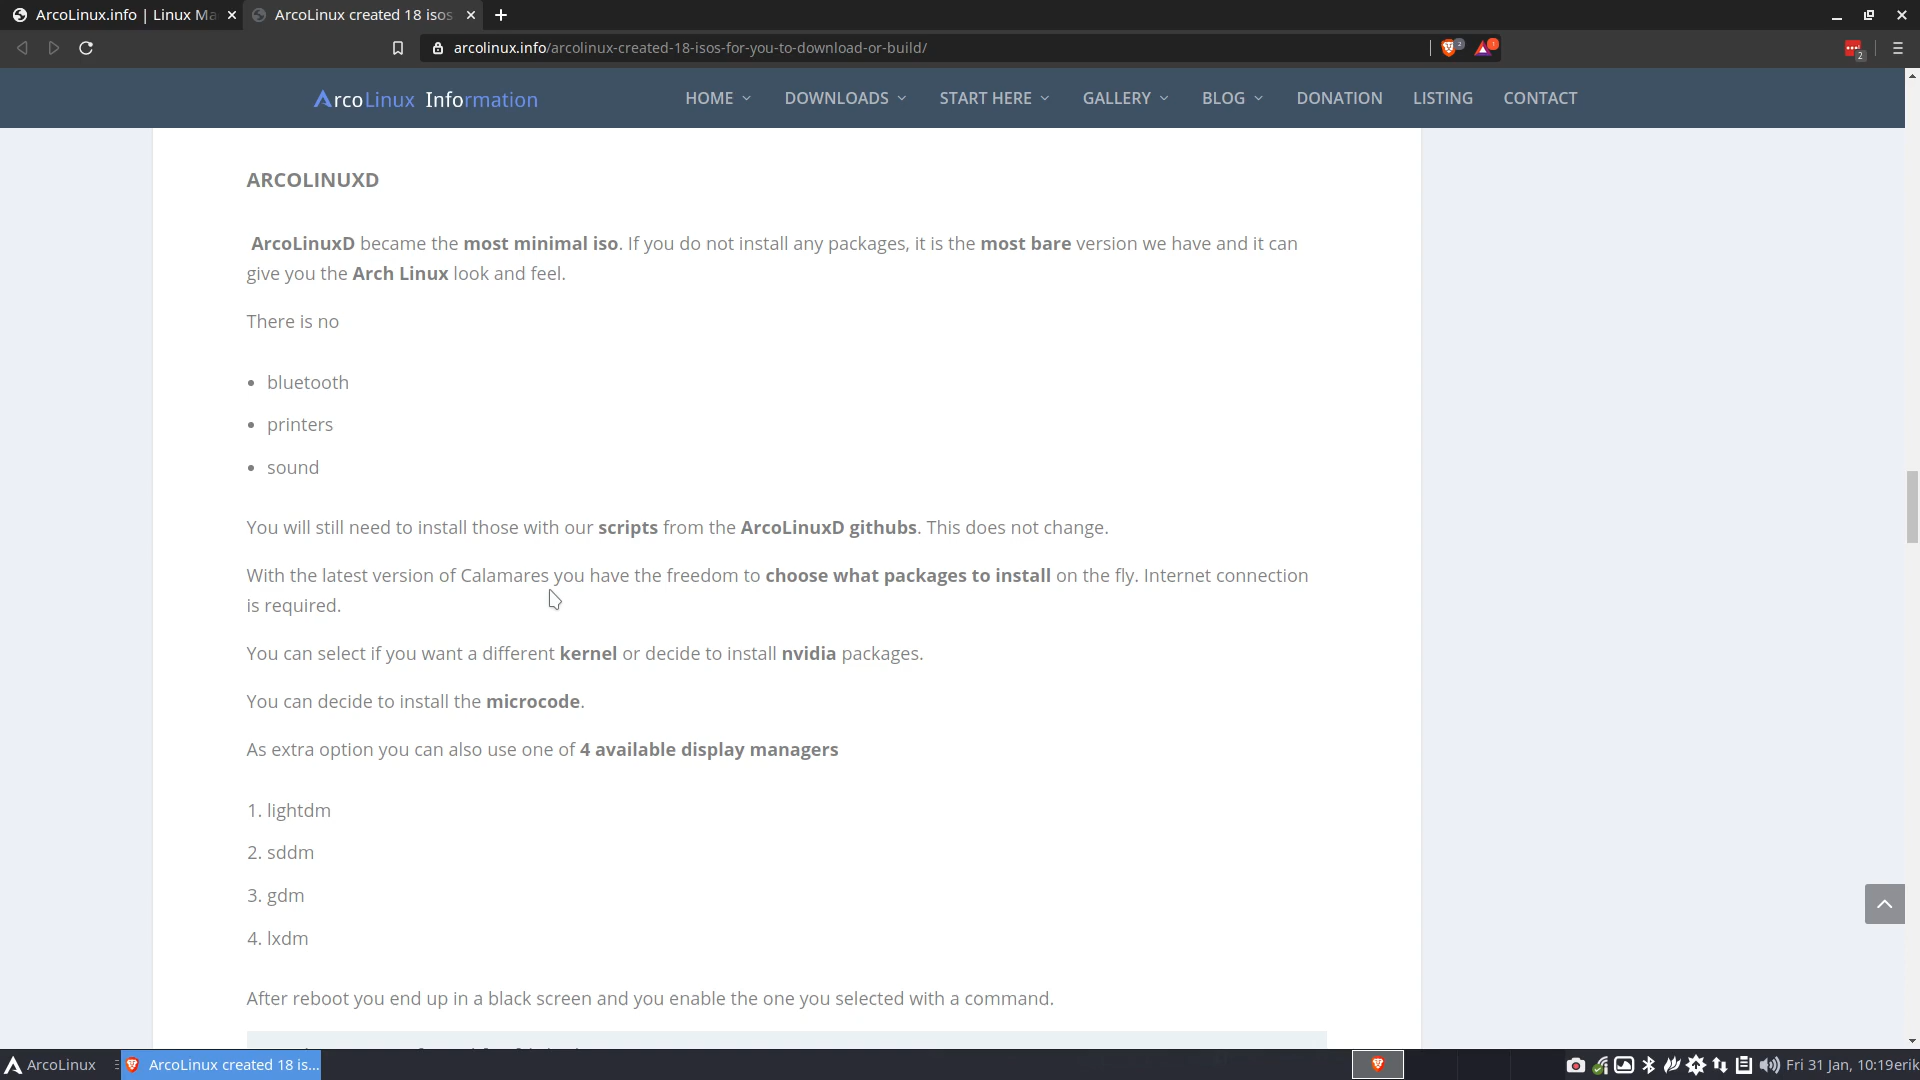 ArcoLinux.info | Linux Ma
ArcoLinux created 18 isos
arcolinux.info/arcolinux-created-18-isos-for-you-to-download-or-build/
2
1
2
ArcoLinux Information
HOME
DOWNLOADS
START HERE
GALLERY
BLOG
DONATION
LISTING
CONTACT
ARCOLINUXD
ArcoLinuxD became the most minimal iso. If you do not install any packages, it is the most bare version we have and it can
give you the Arch Linux look and feel.
There is no
• bluetooth
• printers
• sound
You will still need to install those with our scripts from the ArcoLinuxD githubs. This does not change.
With the latest version of Calamares you have the freedom to choose what packages to install on the fly. Internet connection
is required.
You can select if you want a different kernel or decide to install nvidia packages.
You can decide to install the microcode.
As extra option you can also use one of 4 available display managers
1. lightdm
2. sddm
3. gdm
4. lxdm
After reboot you end up in a black screen and you enable the one you selected with a command.
ArcoLinux
ArcoLinux created 18 is...
Fri 31 Jan, 10:19
erik